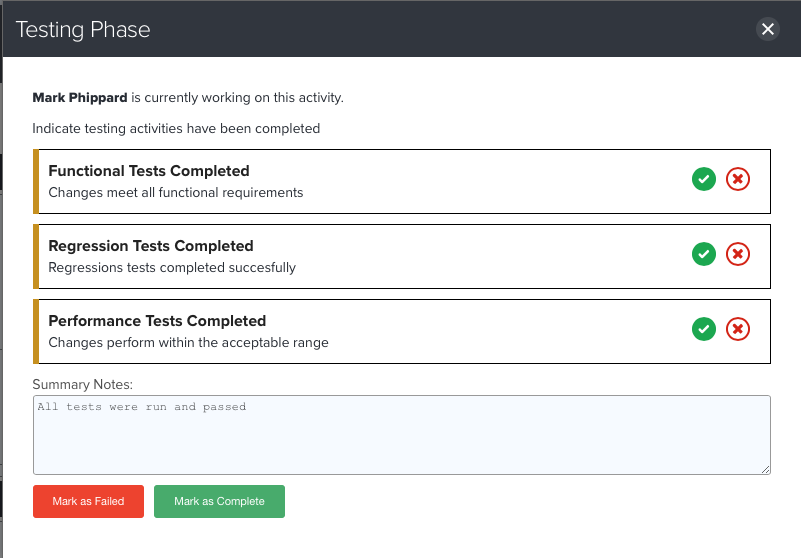 Testing Phase
Mark Phippard is currently working on this activity.
Indicate testing activities have been completed
Functional Tests Completed
Changes meet all functional requirements
Regression Tests Completed
Regressions tests completed succesfully
Performance Tests Completed
Changes perform within the acceptable range
Summary Notes:
All tests were run and passed
Mark as Failed
Mark as Complete